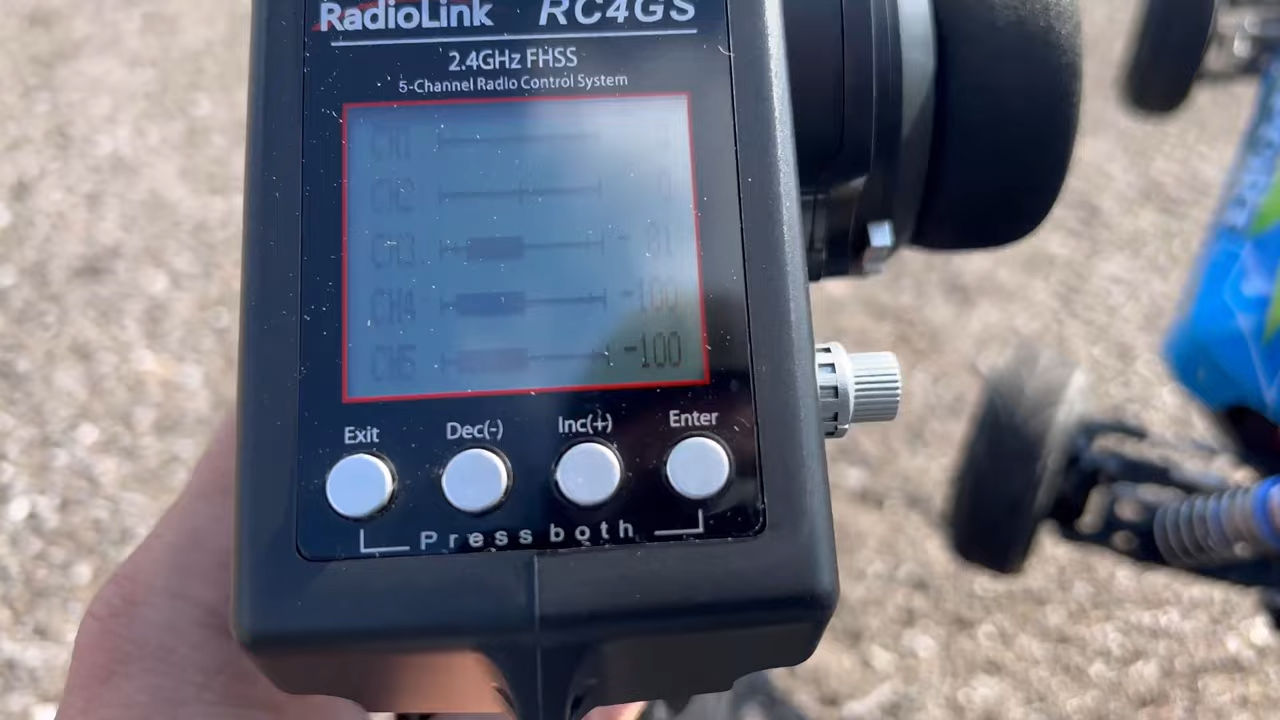 RadioLink RC4GS
2.4GHz FHSS
5-Channel Radio Control System
CH1
CH2
CH3 - 81
CH4 -100
CH5 -100
Exit Dec(-) Inc(+) Enter
Press both